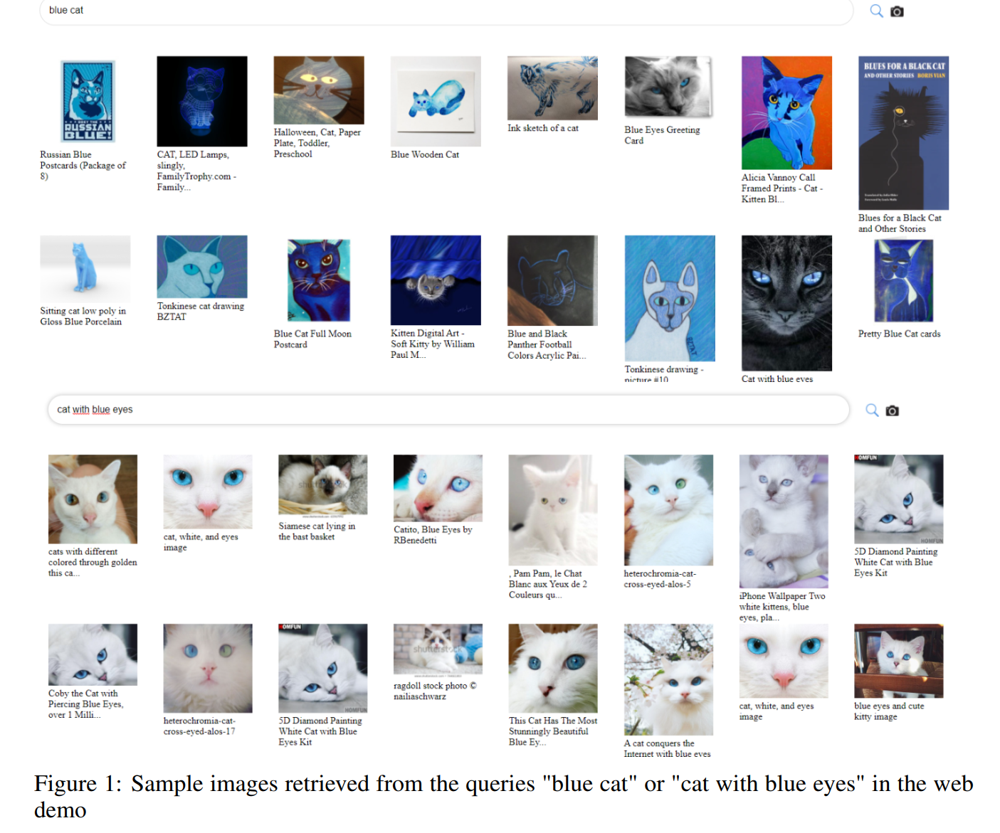 blue cat
RUSSIAN
BLUE!
BLUES FOR A BLACK CAT
AND OTHER STORIES BORIS VIAN
Russian Blue
Postcards (Package of
8)
CAT, LED Lamps,
slingly,
FamilyTrophy.com -
Family...
Halloween, Cat, Paper
Plate, Toddler,
Preschool
Blue Wooden Cat
Ink sketch of a cat
Blue Eyes Greeting
Card
Alicia Vannoy Call
Framed Prints - Cat -
Kitten Bl...
Blues for a Black Cat
and Other Stories
Sitting cat low poly in
Gloss Blue Porcelain
Tonkinese cat drawing
BZTAT
Blue Cat Full Moon
Postcard
Kitten Digital Art -
Soft Kitty by William
Paul M...
Blue and Black
Panther Football
Colors Acrylic Pai...
BZTAT
Tonkinese drawing -
picture #10
Cat with blue eyes
Pretty Blue Cat cards
cat with blue eyes
cats with different
colored through golden
this ca...
cat, white, and eyes
image
shutterstock
Siamese cat lying in
the bast basket
Catito, Blue Eyes by
RBenedetti
, Pam Pam, le Chat
Blanc aux Yeux de 2
Couleurs qu...
heterochromia-cat-
cross-eyed-alos-5
iPhone Wallpaper Two
white kittens, blue
eyes, pla...
HOMFUN
HOMFUN
5D Diamond Painting
White Cat with Blue
Eyes Kit
Coby the Cat with
Piercing Blue Eyes,
over 1 Milli...
heterochromia-cat-
cross-eyed-alos-17
HOMFUN
HOMFUN
5D Diamond Painting
White Cat with Blue
Eyes Kit
shutterstock
ragdoll stock photo ©
nailiaschwarz
This Cat Has The Most
Stunningly Beautiful
Blue Ey...
A cat conquers the
Internet with blue eyes
cat, white, and eyes
image
blue eyes and cute
kitty image
Figure 1: Sample images retrieved from the queries "blue cat" or "cat with blue eyes" in the web
demo